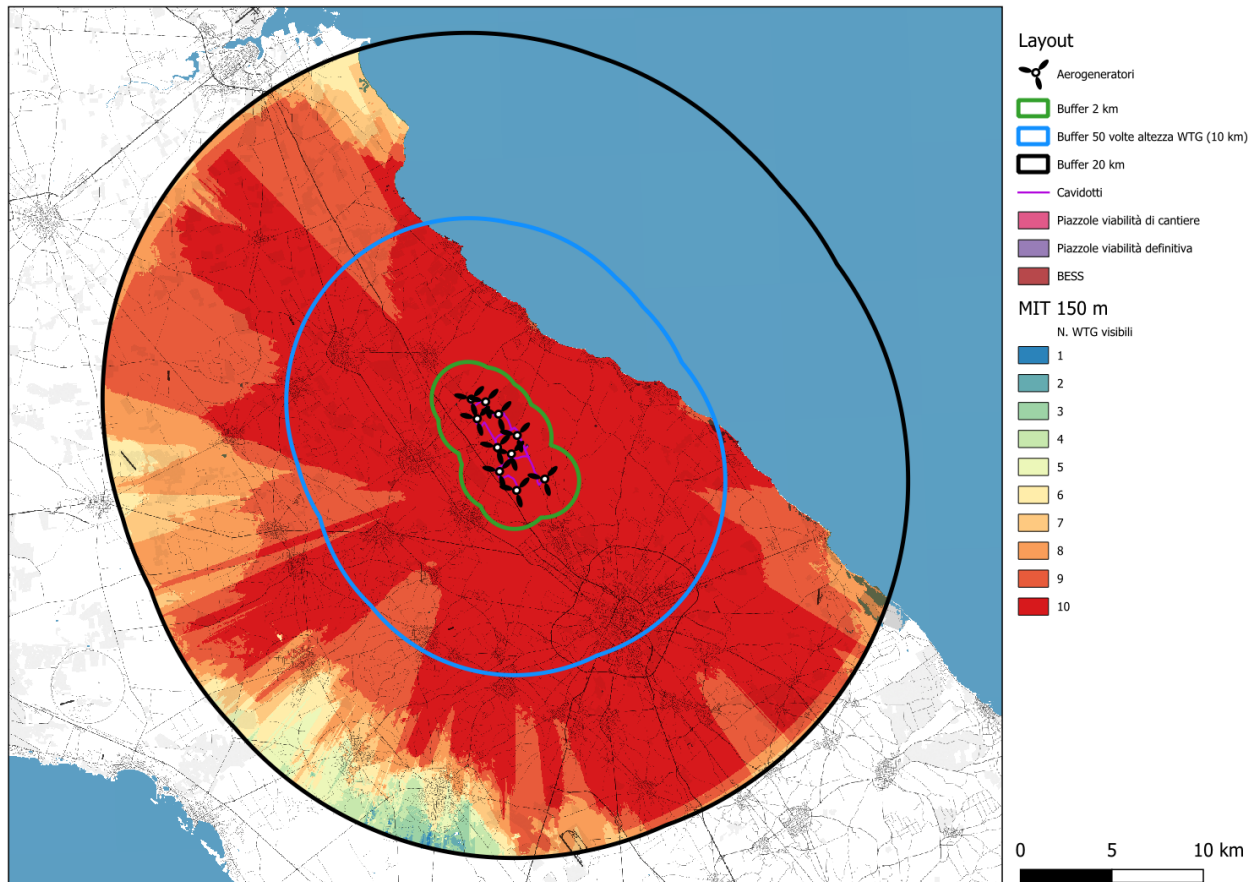 Layout
Aerogeneratori
Buffer 2 km
Buffer 50 volte altezza WTG (10 km)
Buffer 20 km
Cavidotti
Piazzole viabilità di cantiere
Piazzole viabilità definitiva
BESS
MIT 150 m
N. WTG visibili
1
2
3
4
5
6
7
8
9
10
0 5 10 km